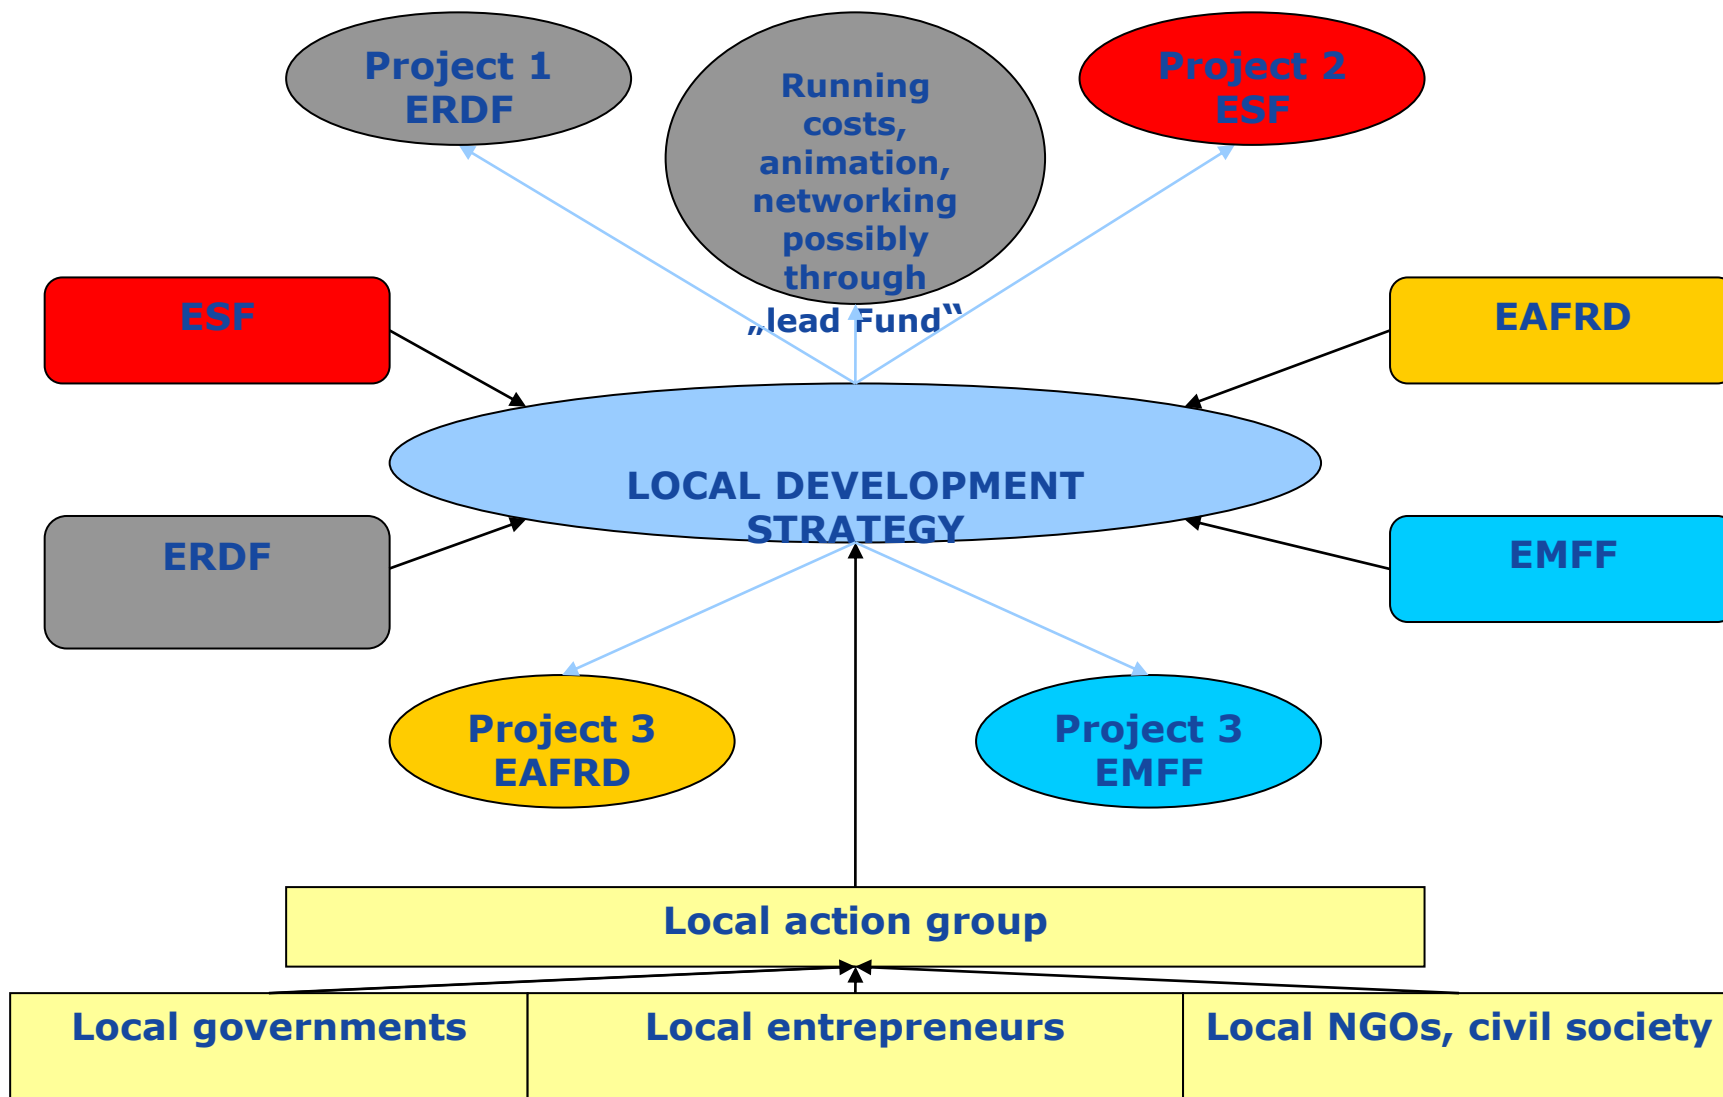 Project 1
ERDF
Running
costs,
animation,
networking
possibly
through
„lead Fund“
Project 2
ESF
ESF
EAFRD
LOCAL DEVELOPMENT
STRATEGY
ERDF
EMFF
Project 3
EAFRD
Project 3
EMFF
Local action group
Local governments
Local entrepreneurs
Local NGOs, civil society